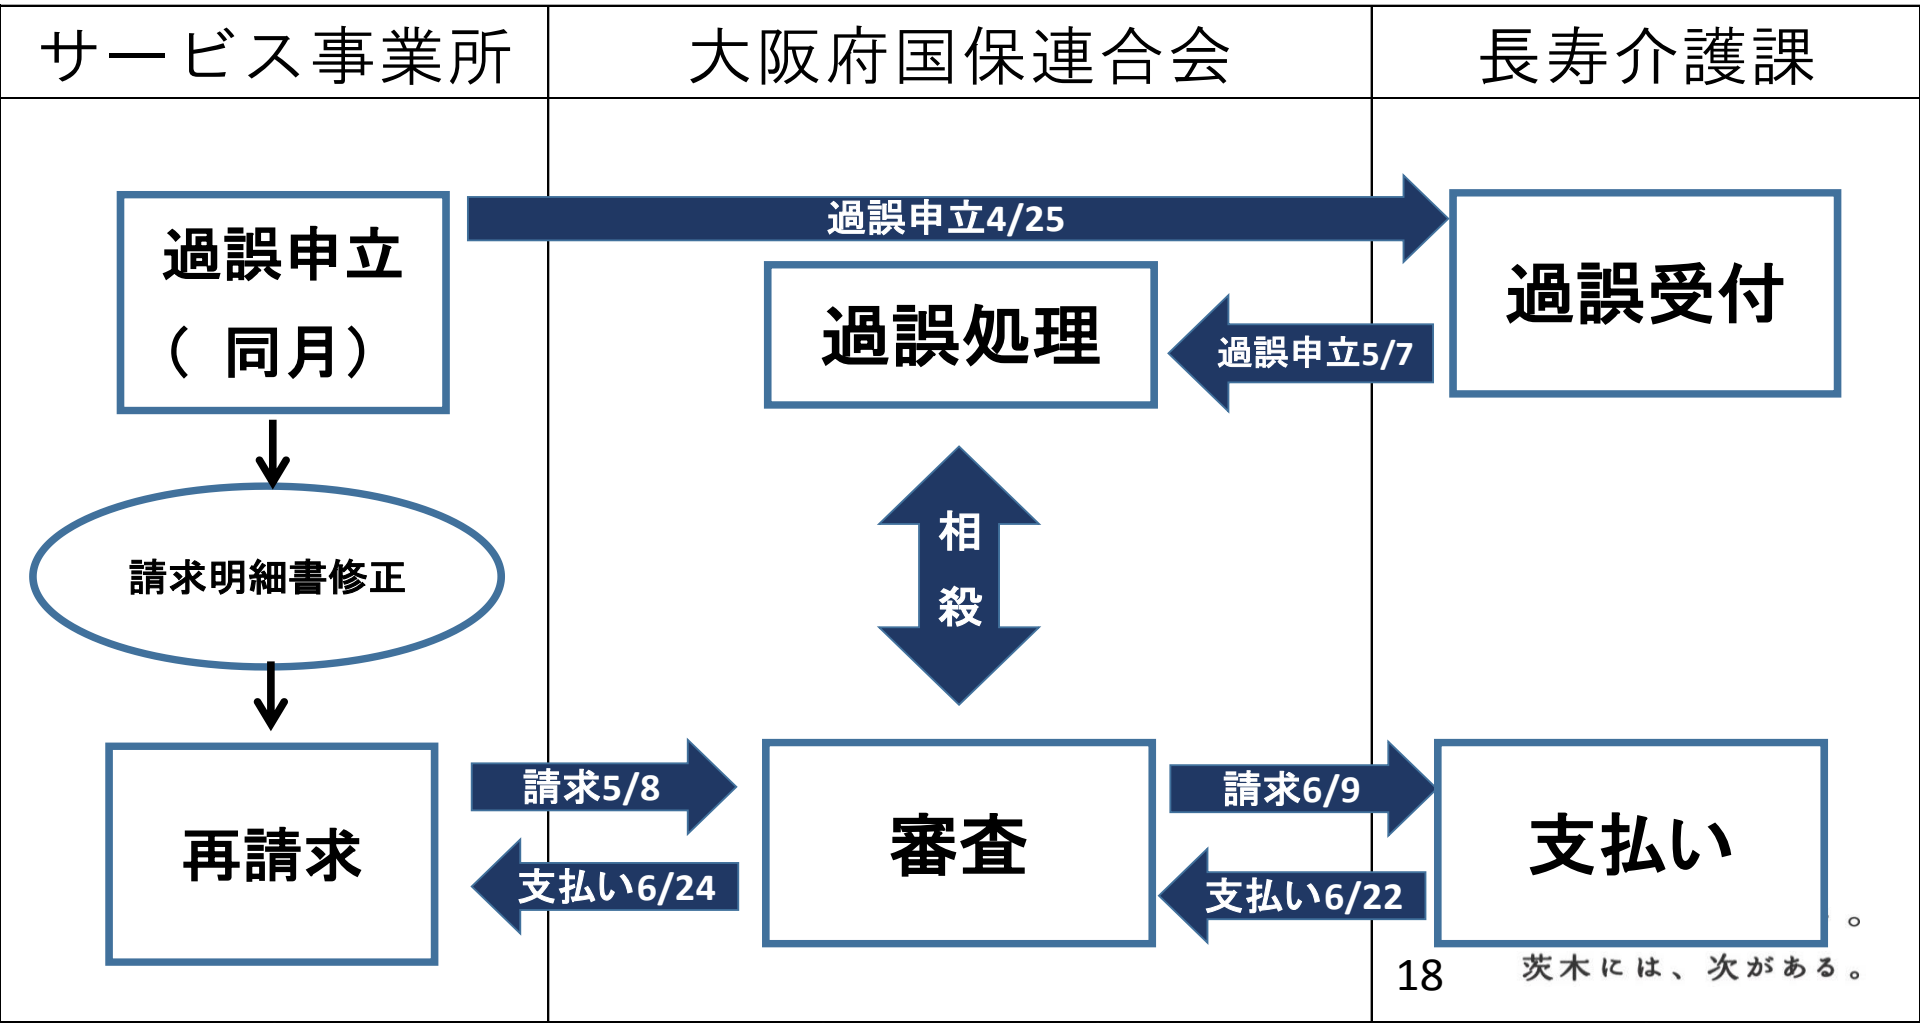 サービス事業所
大阪府国保連合会
長寿介護課
過誤申立
（ 同月）
過誤申立4/25
過誤処理
過誤申立5/7
過誤受付
請求明細書修正
相
殺
再請求
請求5/8
支払い6/24
審査
請求6/9
支払い6/22
支払い
。
18
茨木には、次がある。